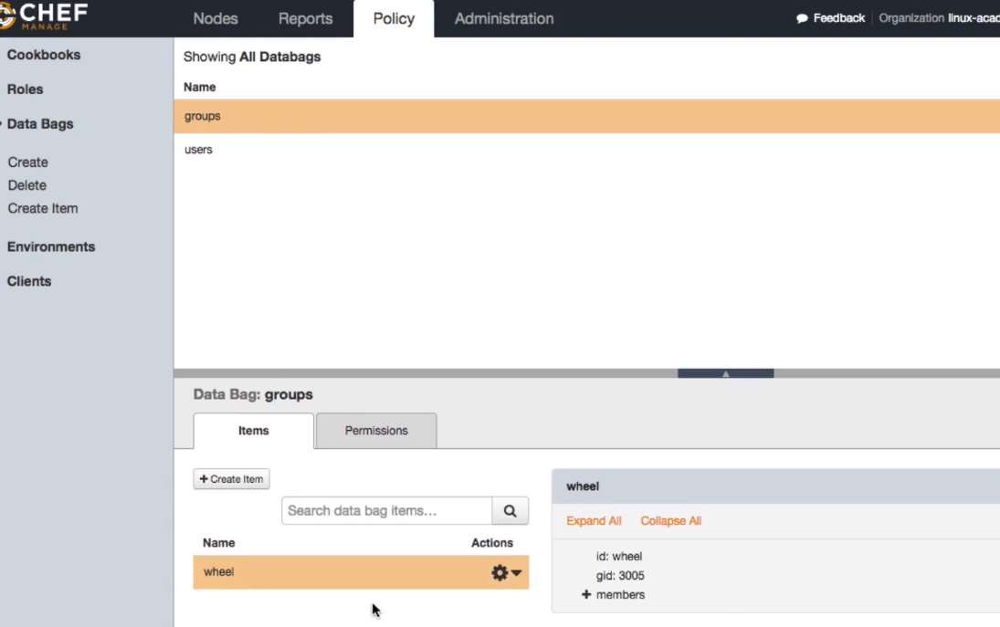 CHEF
MANAGE
Nodes
Reports
Policy
Administration
Feedback
Organization linux-acad
Cookbooks
Roles
Data Bags
Create
Delete
Create Item
Environments
Clients
Showing All Databags
Name
groups
users
Data Bag: groups
Items
Permissions
+ Create Item
Search data bag items...
Name
Actions
wheel
wheel
Expand All
Collapse All
id: wheel
gid: 3005
+ members